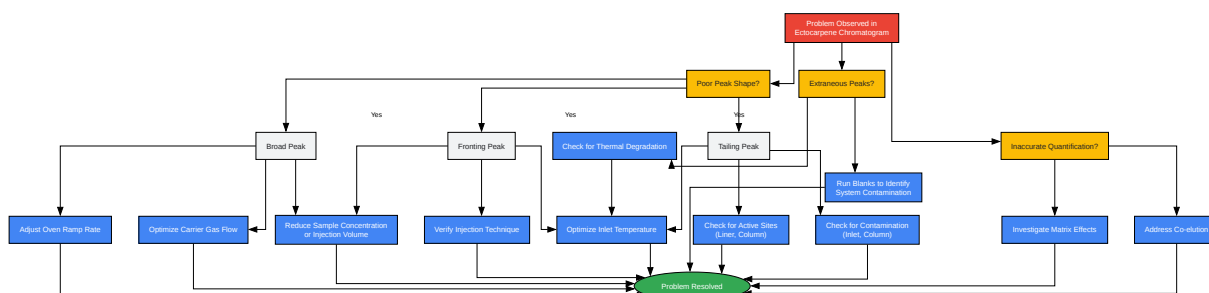 Problem Observed in
Ectocarpene Chromatogram
Poor Peak Shape?
Extraneous Peaks?
Yes
Yes
Yes
Broad Peak
Fronting Peak
Check for Thermal Degradation
Tailing Peak
Inaccurate Quantification?
Run Blanks to Identify
System Contamination
Adjust Oven Ramp Rate
Optimize Carrier Gas Flow
Reduce Sample Concentration
or Injection Volume
Verify Injection Technique
Optimize Inlet Temperature
Check for Active Sites
(Liner, Column)
Check for Contamination
(Inlet, Column)
Investigate Matrix Effects
Address Co-elution
Problem Resolved